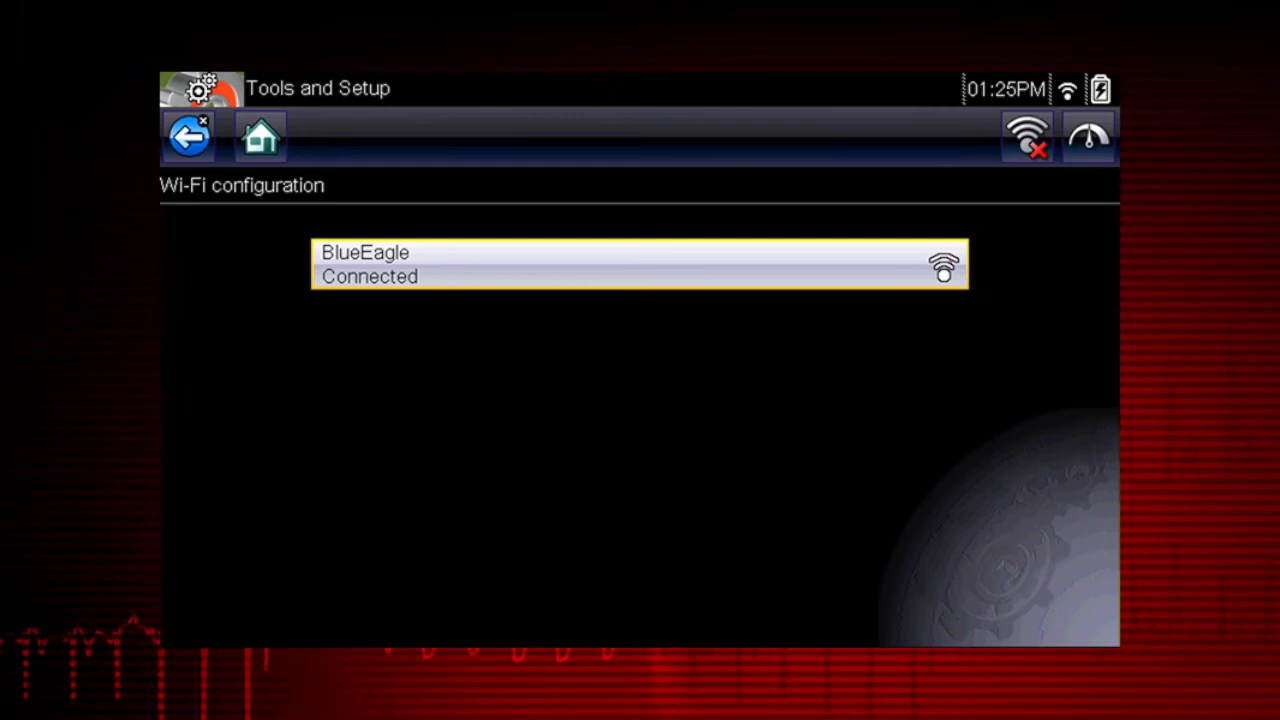 Tools and Setup
01:25PM
Wi-Fi configuration
BlueEagle
Connected